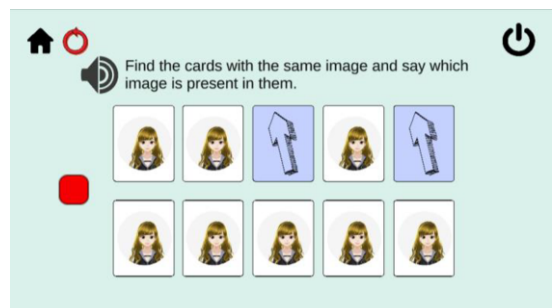 Find the cards with the same image and say which
image is present in them.